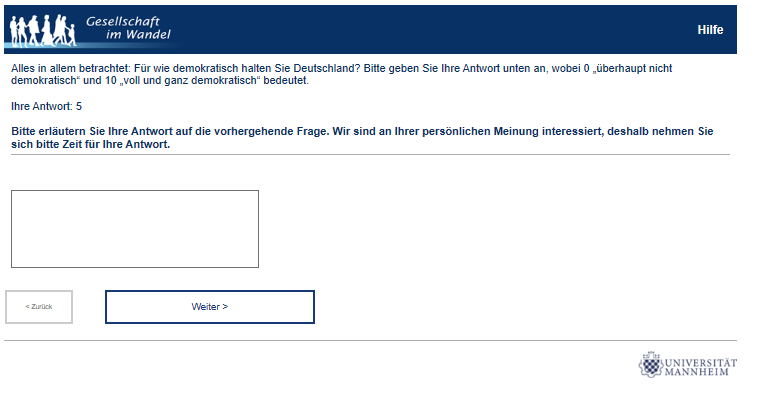 Gesellschaft
im Wandel
Hilfe
Alles in allem betrachtet: Für wie demokratisch halten Sie Deutschland? Bitte geben Sie Ihre Antwort unten an, wobei 0 „überhaupt nicht
demokratisch“ und 10 „voll und ganz demokratisch“ bedeutet.
Ihre Antwort: 5
Bitte erläutern Sie Ihre Antwort auf die vorhergehende Frage. Wir sind an Ihrer persönlichen Meinung interessiert, deshalb nehmen Sie
sich bitte Zeit für Ihre Antwort.
< Zurück
Weiter >
UNIVERSITÄT
MANNHEIM